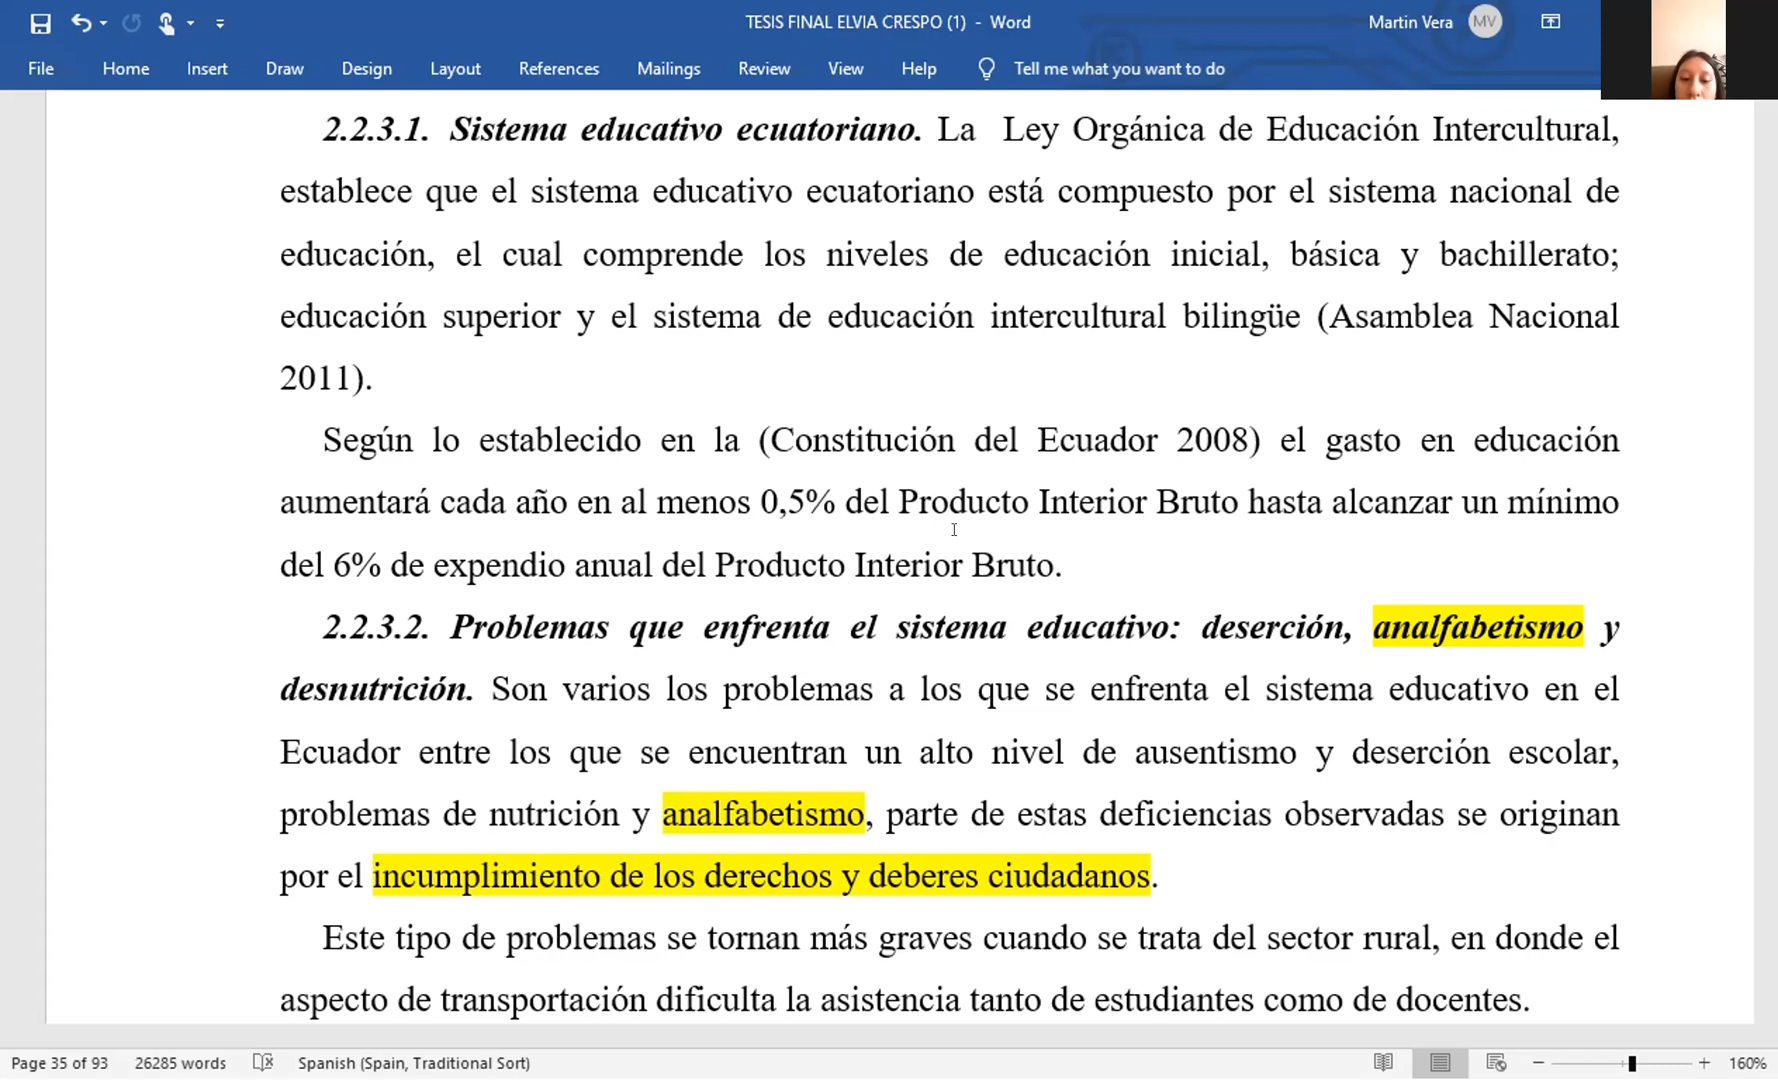 TESIS FINAL ELVIA CRESPO (1) - Word
Martin Vera
MV
File Home Insert Draw Design Layout References Mailings Review View Help Tell me what you want to do
2.2.3.1. Sistema educativo ecuatoriano. La Ley Orgánica de Educación Intercultural,
establece que el sistema educativo ecuatoriano está compuesto por el sistema nacional de
educación, el cual comprende los niveles de educación inicial, básica y bachillerato;
educación superior y el sistema de educación intercultural bilingüe (Asamblea Nacional
2011).
Según lo establecido en la (Constitución del Ecuador 2008) el gasto en educación
aumentará cada año en al menos 0,5% del Producto Interior Bruto hasta alcanzar un mínimo
del 6% de expendio anual del Producto Interior Bruto.
2.2.3.2. Problemas que enfrenta el sistema educativo: deserción, analfabetismo y
desnutrición. Son varios los problemas a los que se enfrenta el sistema educativo en el
Ecuador entre los que se encuentran un alto nivel de ausentismo y deserción escolar,
problemas de nutrición y analfabetismo, parte de estas deficiencias observadas se originan
por el incumplimiento de los derechos y deberes ciudadanos.
Este tipo de problemas se tornan más graves cuando se trata del sector rural, en donde el
aspecto de transportación dificulta la asistencia tanto de estudiantes como de docentes.
Page 35 of 93 26285 words Spanish (Spain, Traditional Sort) 160%